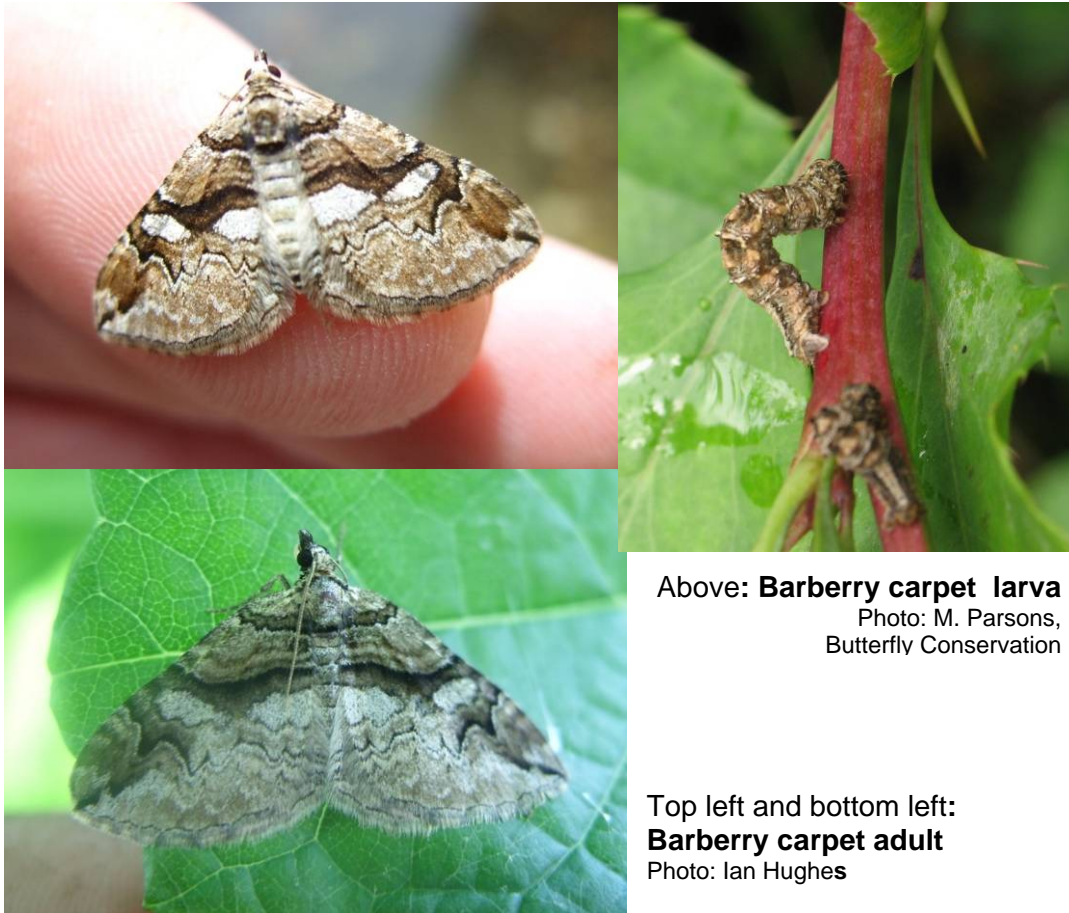 Above: Barberry carpet larva
Photo: M. Parsons,
Butterfly Conservation
Top left and bottom left:
Barberry carpet adult
Photo: Ian Hughes